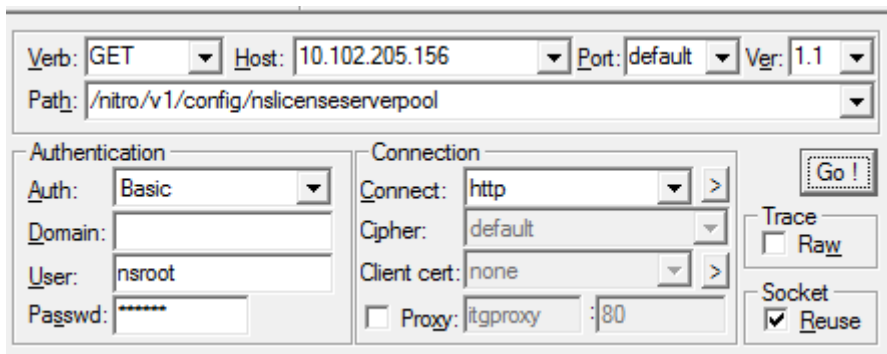 Verb: GET Host: 10.102.205.156 Port: default Ver: 1.1
Path: /nitro/v1/config/nslicenseserverpool
Authentication
Auth: Basic
Domain:
User: nsroot
Passwd: ******
Connection
Connect: http >
Cipher: default
Client cert: none >
Proxy: itgproxy :80
Go !
Trace
Raw
Socket
Reuse